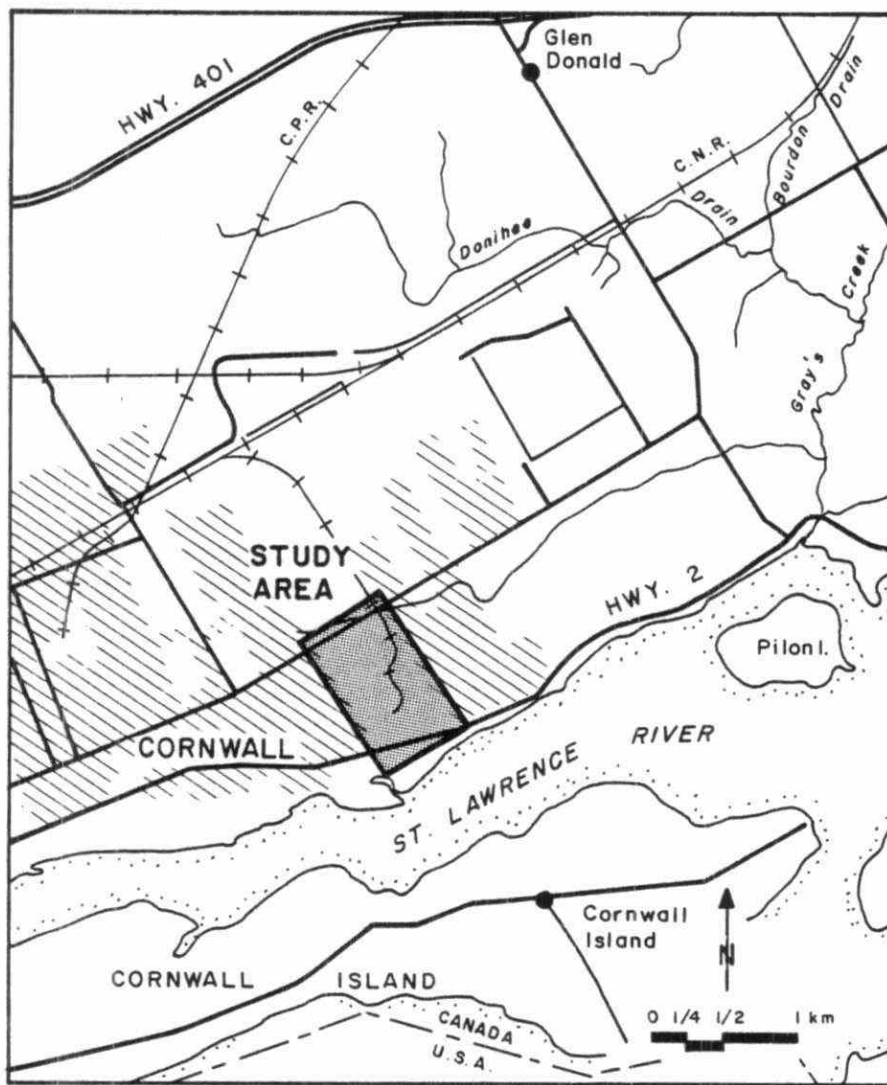 Glen
Donald
HWY. 401
C.P.R.
C.N.R.
Bourdon Drain
Drain
Donihee
Creek
Gray's
STUDY
AREA
HWY. 2
Pilon I.
CORNWALL
ST. LAWRENCE RIVER
Cornwall
Island
N
CORNWALL ISLAND
CANADA
U.S.A.
0 1/4 1/2 1 km